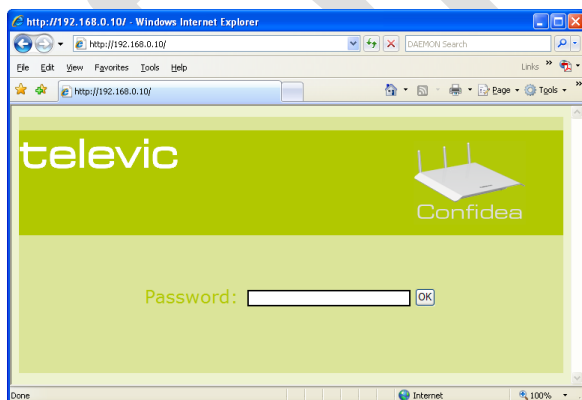 http://192.168.0.10/ - Windows Internet Explorer
http://192.168.0.10/
DAEMON Search
File Edit View Favorites Tools Help
Links »
http://192.168.0.10/
Page Tools »
televic
Confidea
Password: OK
Done
Internet 100%